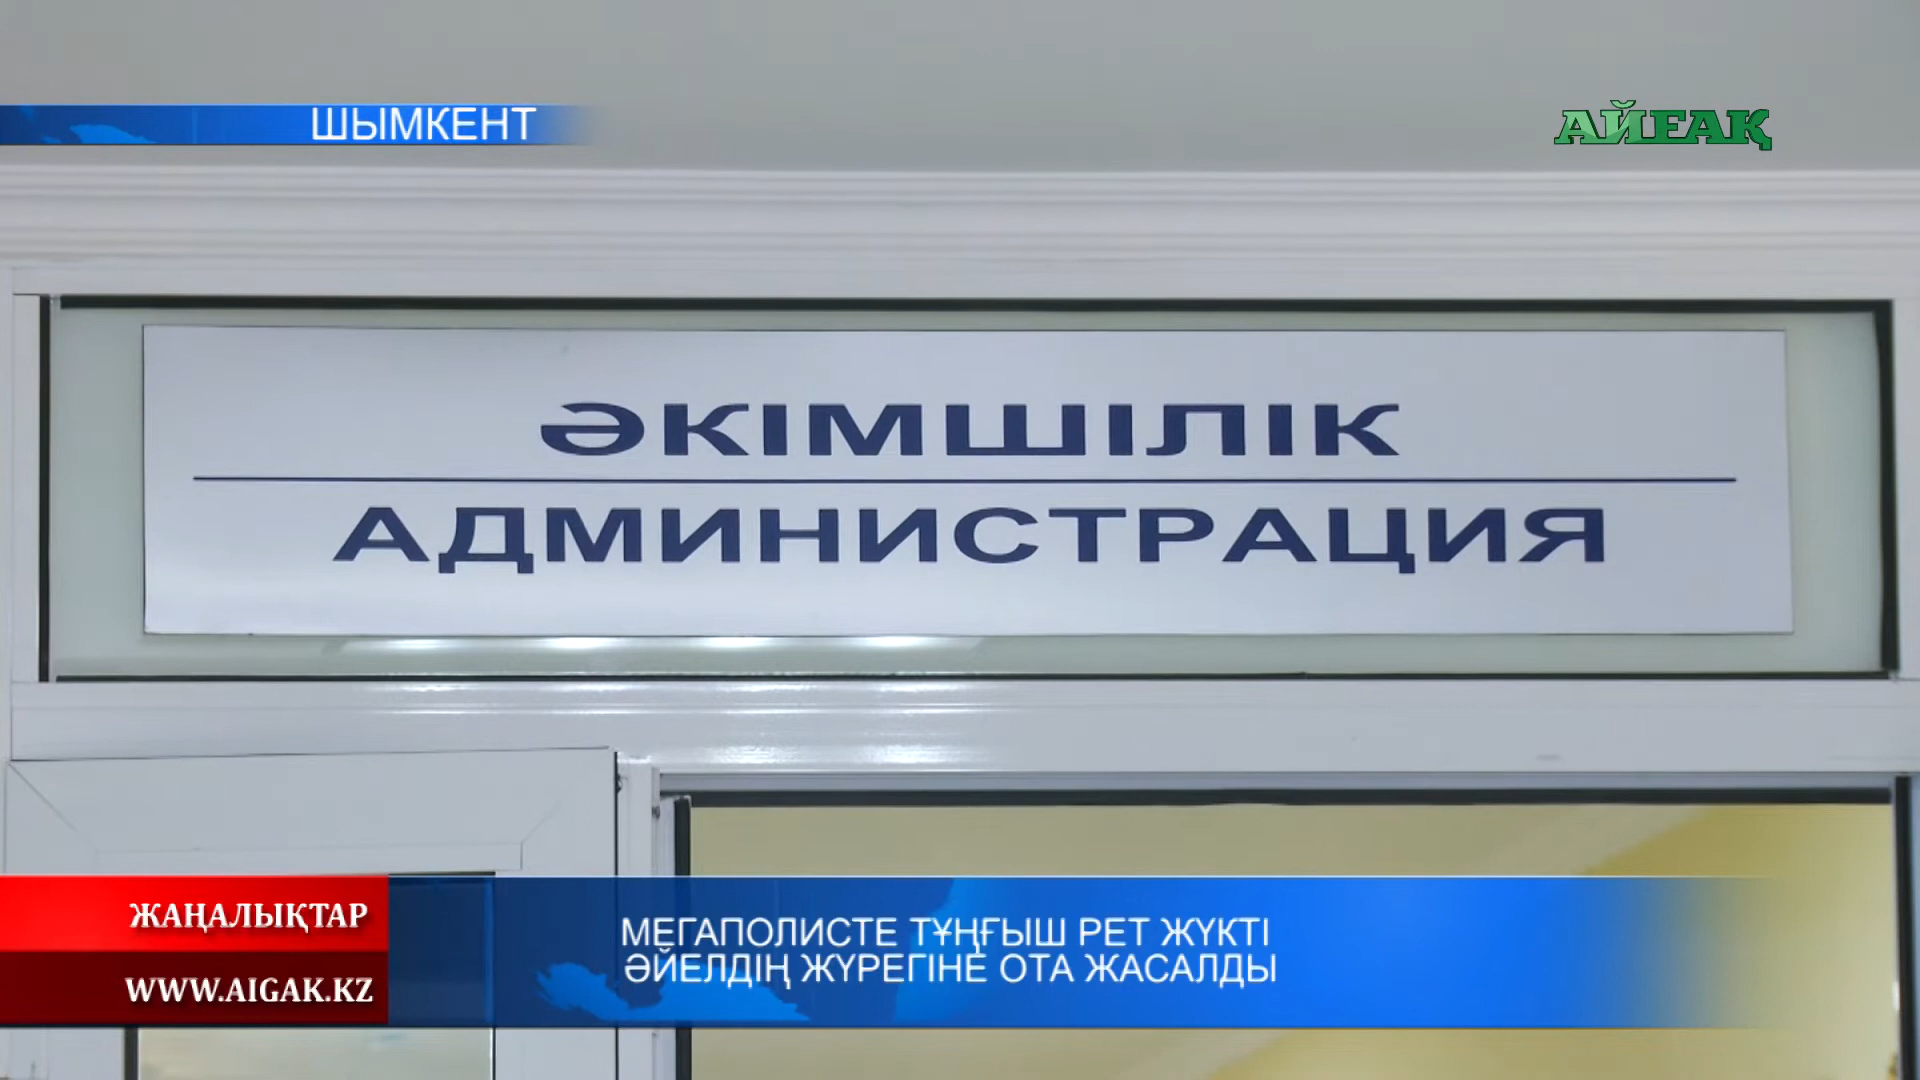 ШЫМКЕНТ
АЙҒАҚ
ӘКІМШІЛІК
АДМИНИСТРАЦИЯ
ЖАҢАЛЫҚТАР
WWW.AIGAK.KZ
МЕГАПОЛИСТЕ ТҰҢҒЫШ РЕТ ЖҮКТІ
ӘЙЕЛДІҢ ЖҮРЕГІНЕ ОТА ЖАСАЛДЫ